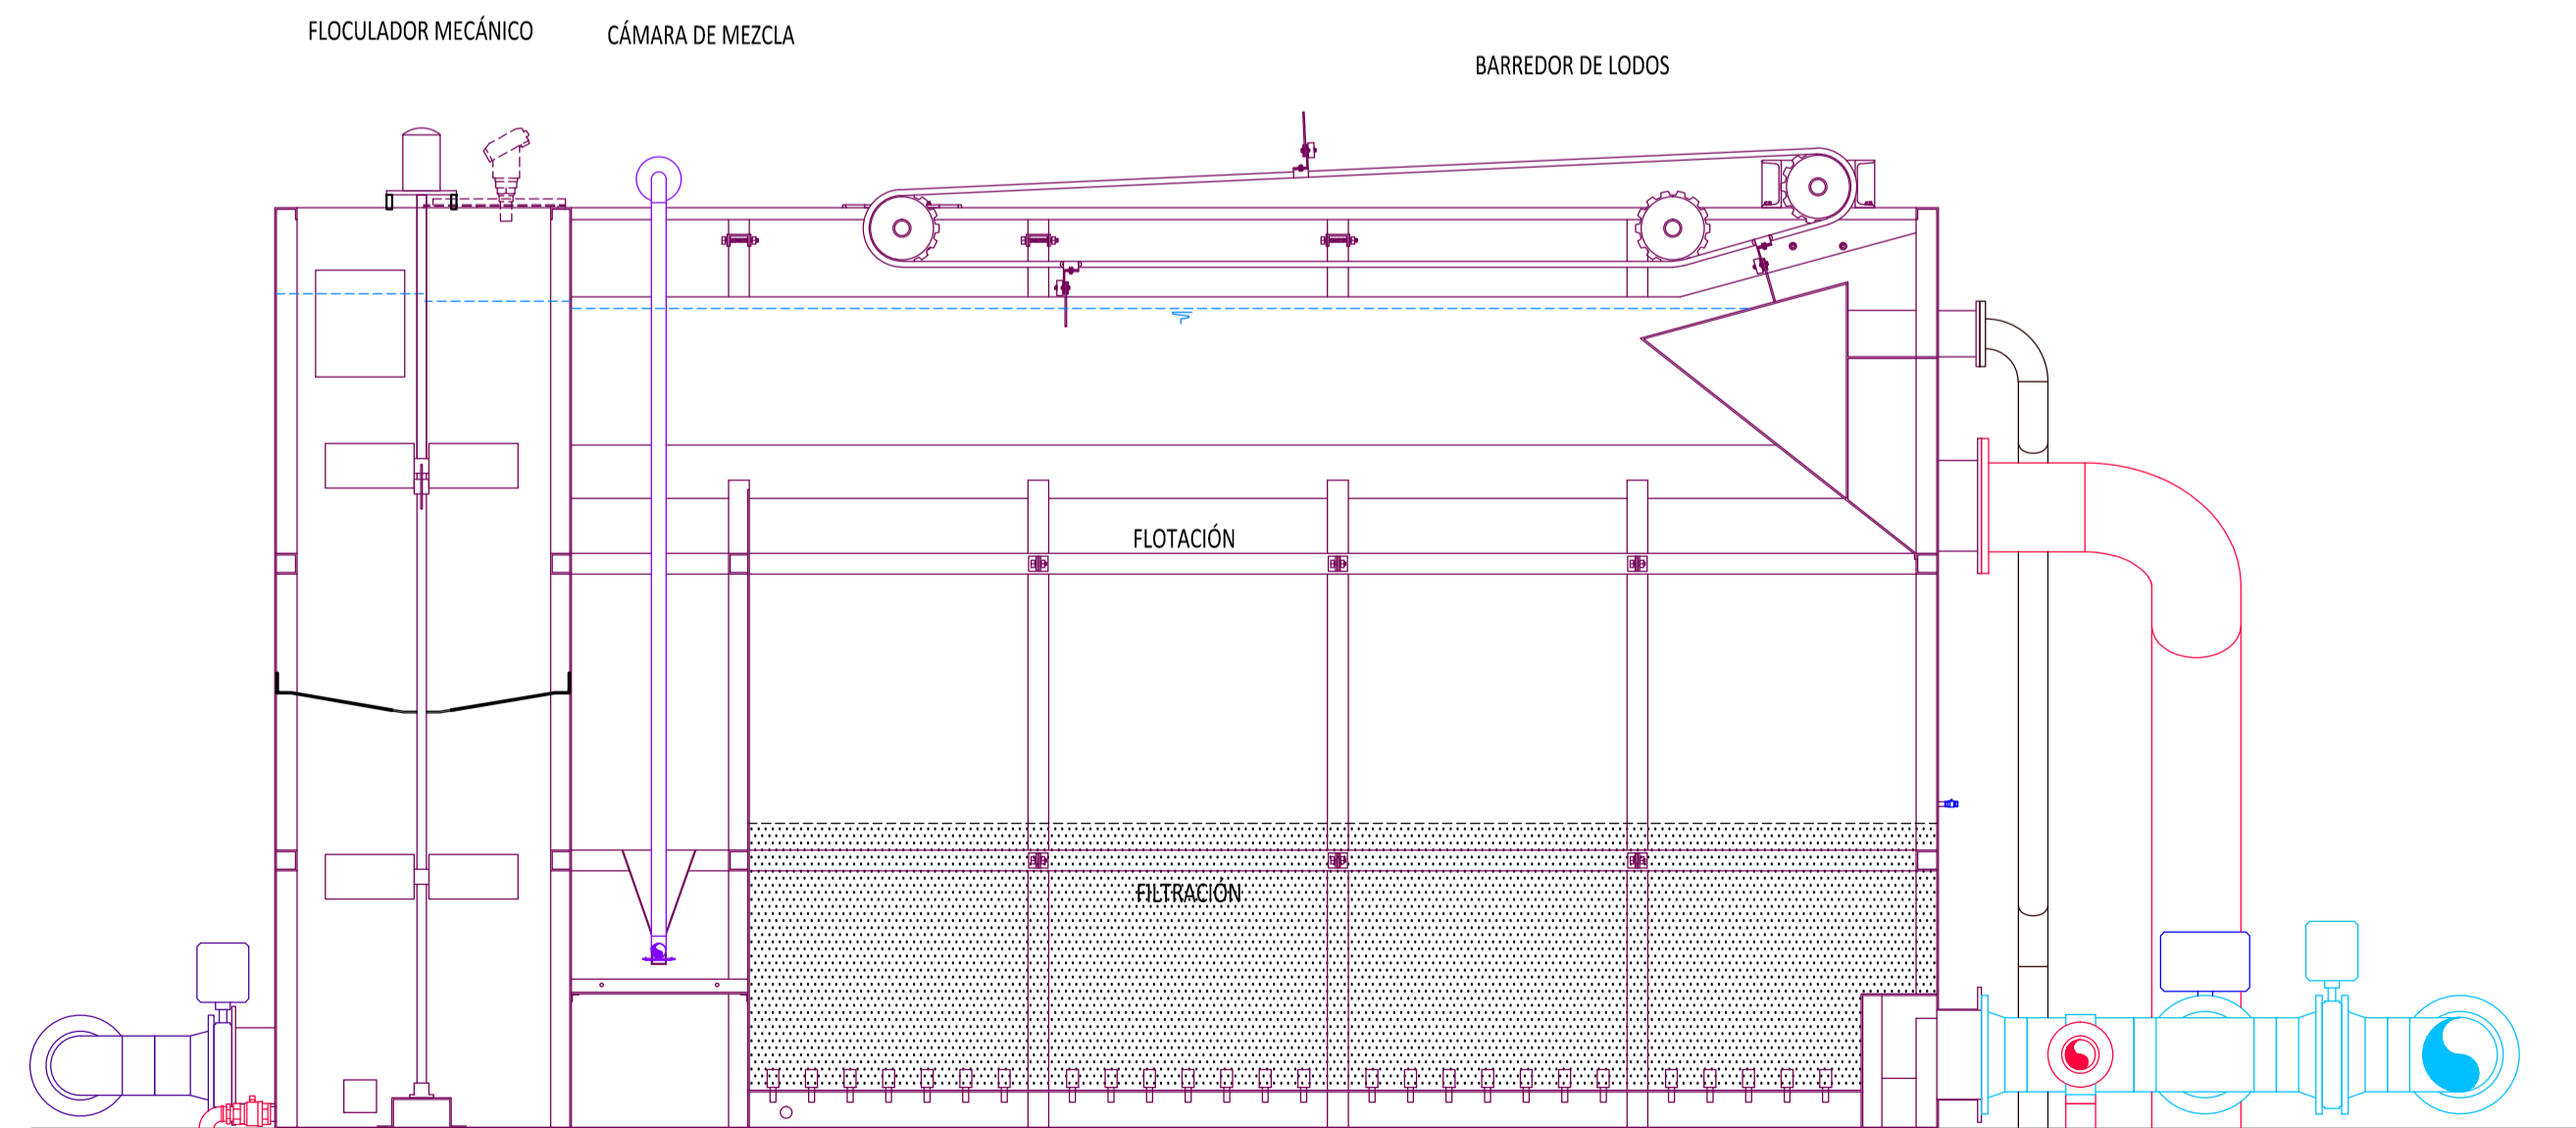 FLOCULADOR MECÁNICO
CÁMARA DE MEZCLA
BARREDOR DE LODOS
FLOTACIÓN
FILTRACIÓN